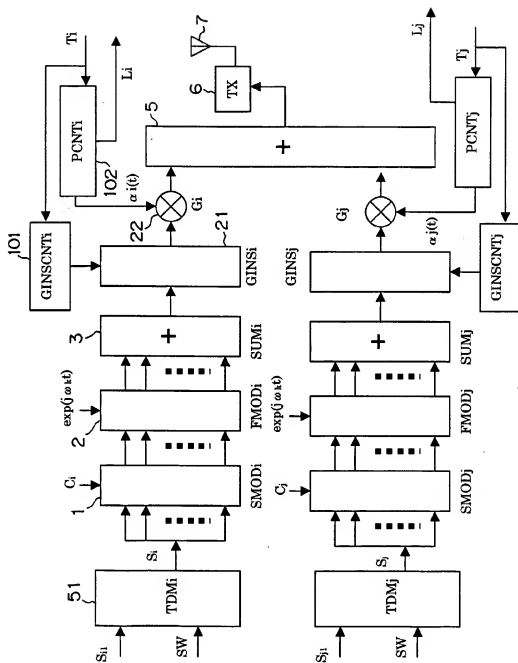 Ti
Li
101
GINSCNTi
PCNTi
102
αi(t)
22
Gi
21
GINSi
7
6
TX
5
+
3
+
SUMi
exp(jωkt)
2
FMODi
Ci
1
SMODi
Si
51
TDMi
Si1
SW
Lj
Tj
PCNTj
GINSCNTj
αj(t)
Gj
GINSj
+
SUMj
exp(jωkt)
FMODj
Cj
SMODj
Sj
TDMj
Sj1
SW